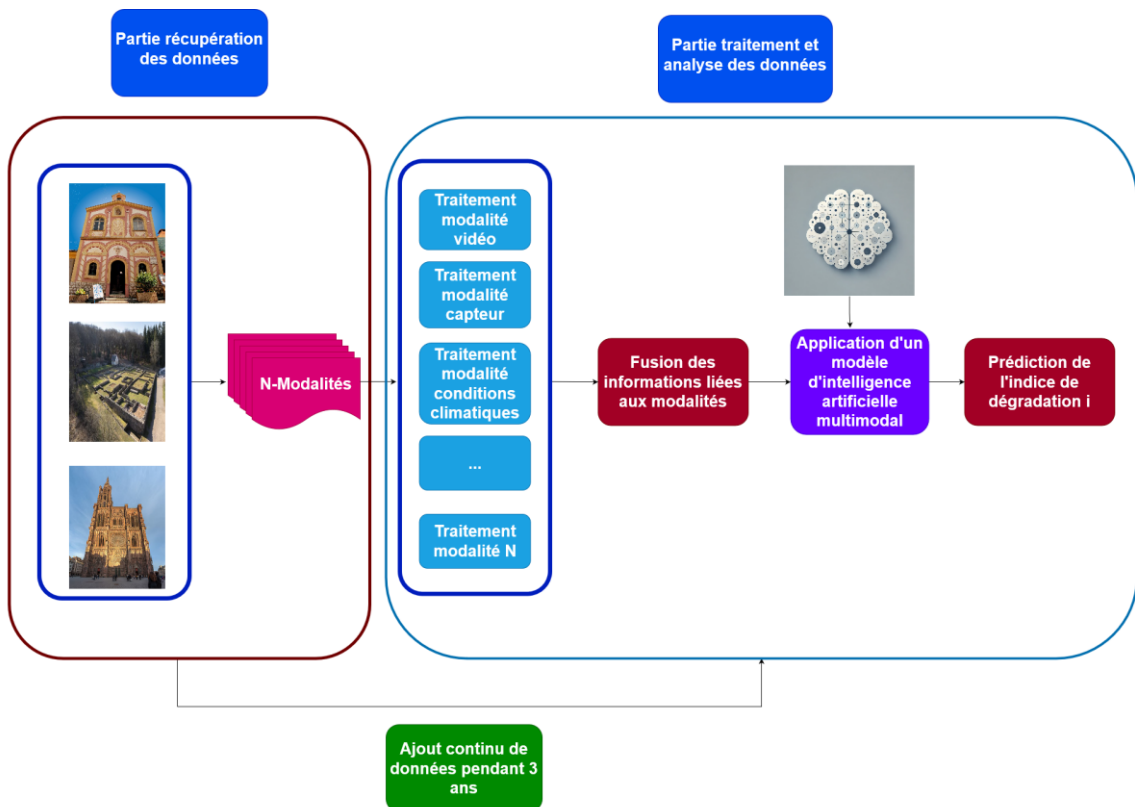 Partie récupération
des données
Partie traitement et
analyse des données
Traitement
modalité
vidéo
Traitement
modalité
capteur
Traitement
modalité
conditions
climatiques
...
Traitement
modalité N
N-Modalités
Fusion des
informations liées
aux modalités
Application d'un
modèle
d'intelligence
artificielle
multimodal
Prédiction de
l'indice de
dégradation i
Ajout continu de
données pendant 3
ans